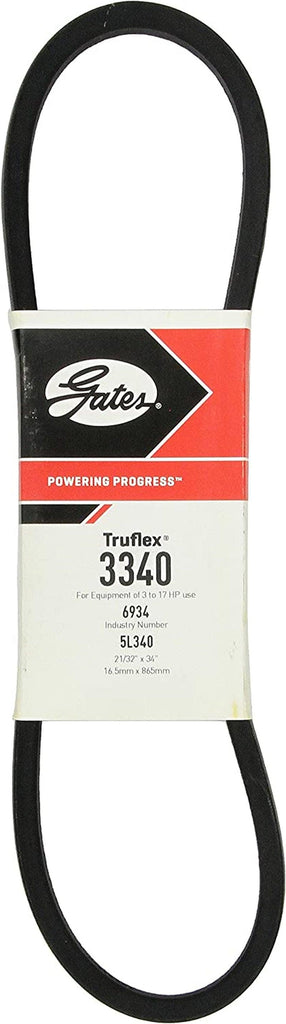 Gates®
POWERING PROGRESS™
Truflex®
3340
For Equipment of 3 to 17 HP use
6934
Industry Number
5L340
21/32" x 34"
16.5mm x 865mm